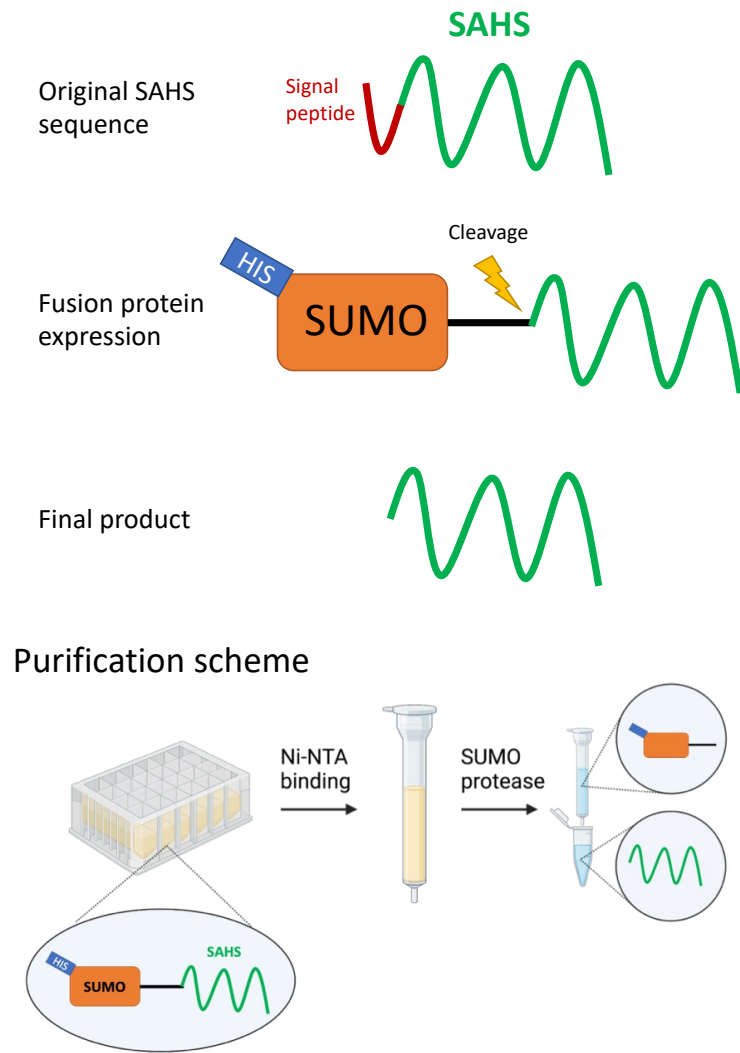 SAHS
Original SAHS
sequence
Signal
peptide
Cleavage
HIS
SUMO
Fusion protein
expression
Final product
Purification scheme
Ni-NTA
binding
SUMO
protease
HIS
SUMO
SAHS